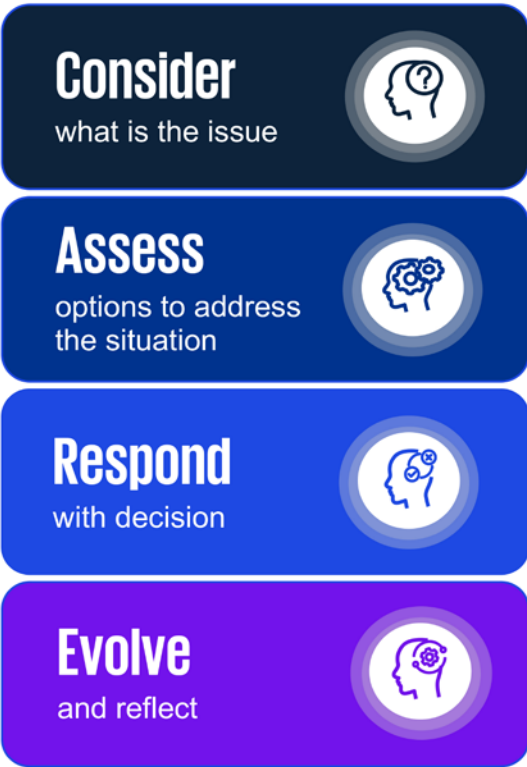 Consider
what is the issue
Assess
options to address
the situation
Respond
with decision
Evolve
and reflect